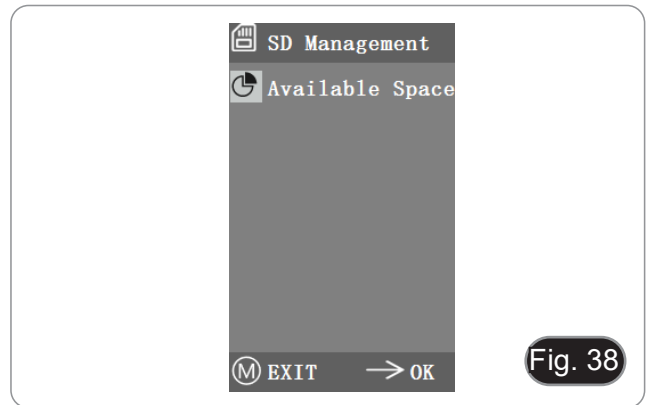 SD Management
Available Space
M EXIT → OK
Fig. 38